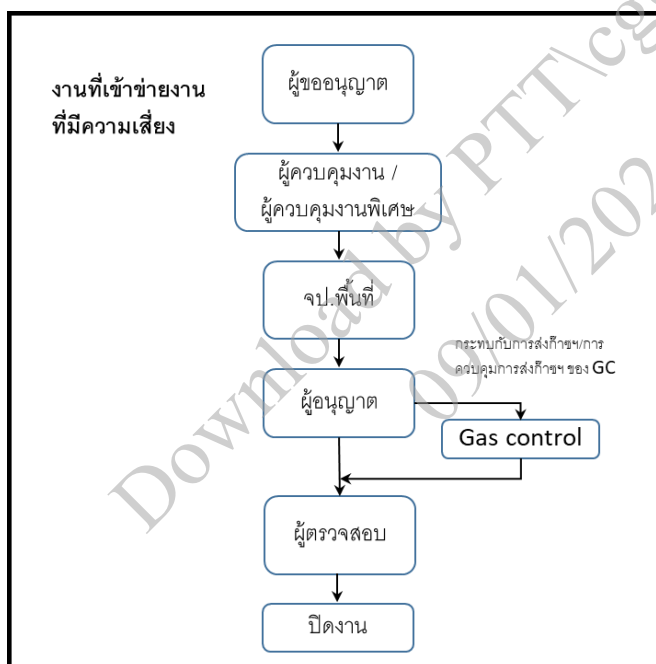 งานที่เข้าข่ายงาน
ที่มีความเสี่ยง
ผู้ขออนุญาต
ผู้ควบคุมงาน /
ผู้ควบคุมงานพิเศษ
จป.พื้นที่
กระทบกับการส่งก๊าซฯ/การ
ควบคุมการส่งก๊าซฯ ของ GC
ผู้อนุญาต
Gas control
ผู้ตรวจสอบ
ปิดงาน
Download by PTT\cg
09/01/202